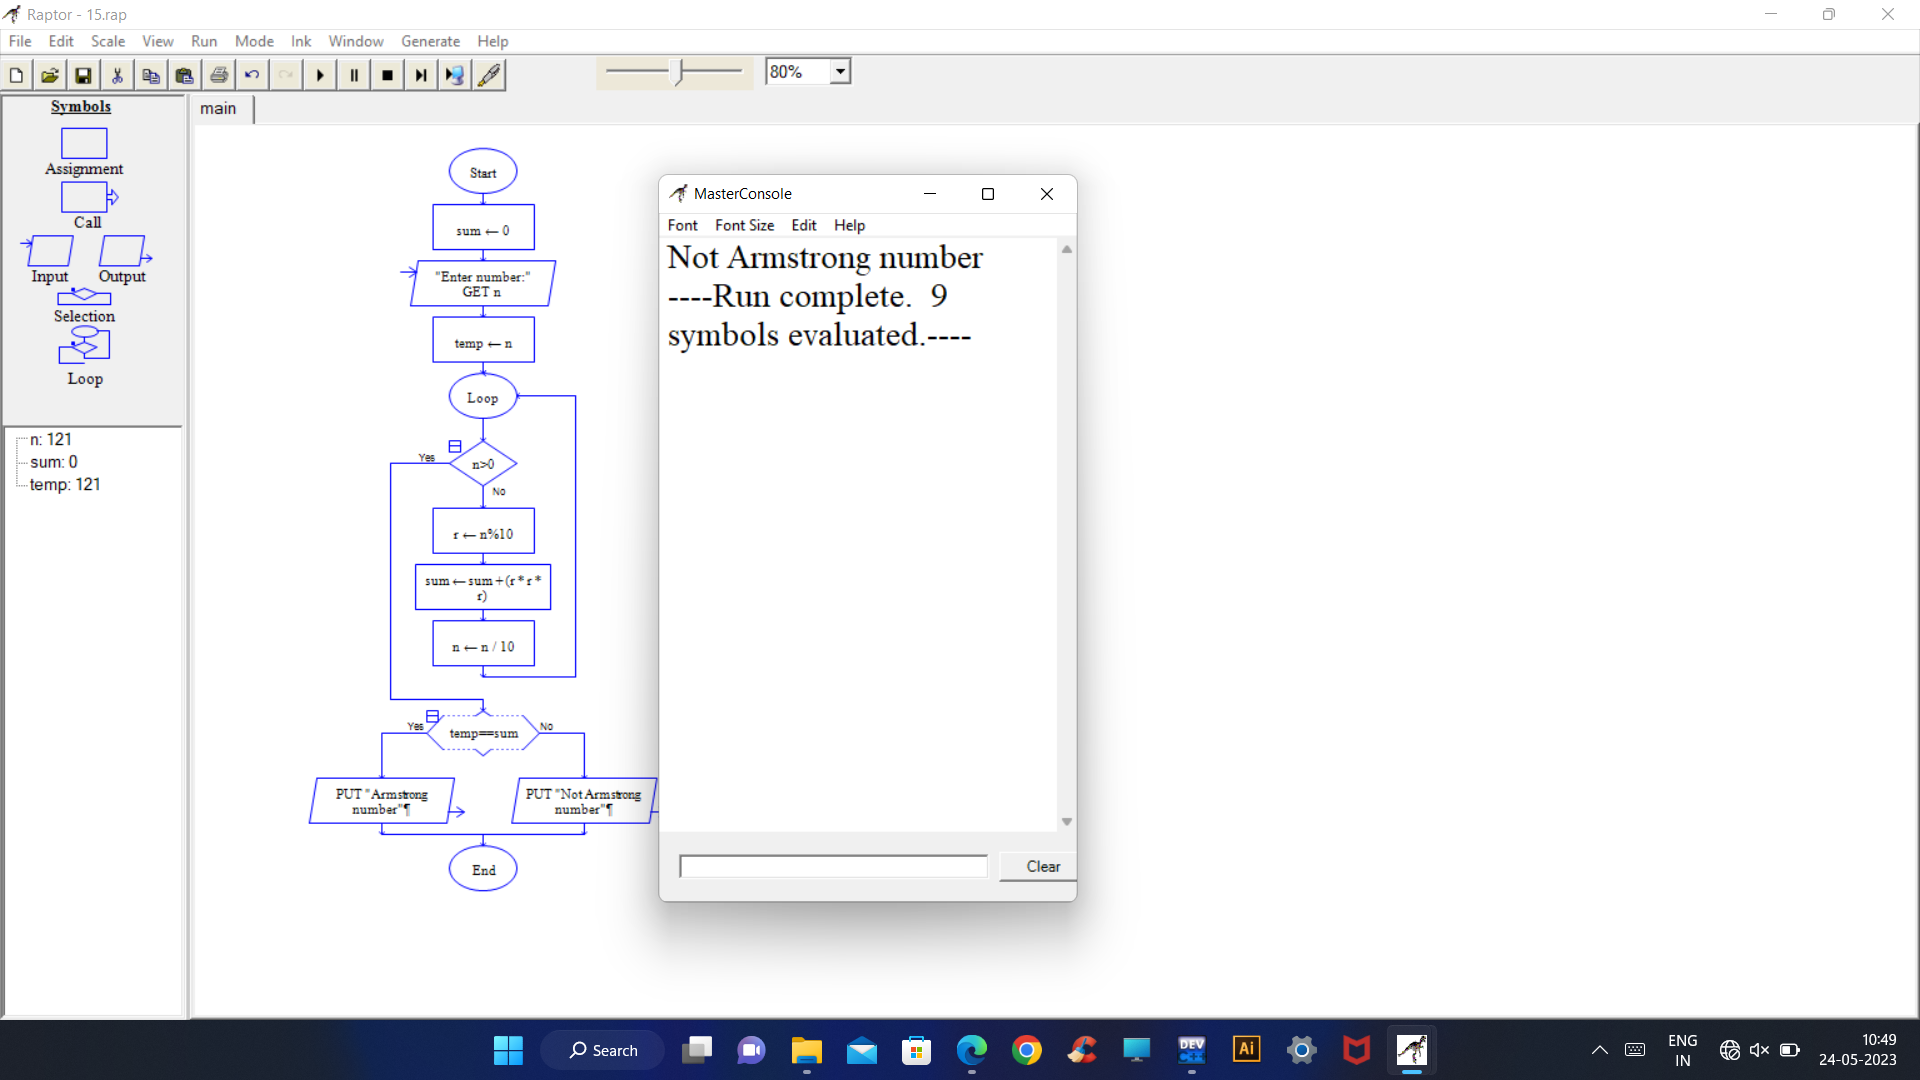 Raptor - 15.rap
File Edit Scale View Run Mode Ink Window Generate Help
80%
Symbols
Assignment
Call
Input Output
Selection
Loop
n: 121
sum: 0
temp: 121
main
Start
sum ← 0
"Enter number:"
GET n
temp ← n
Loop
Yes
n>0
No
r ← n%10
sum ← sum + (r * r *
r)
n ← n / 10
Yes
temp==sum
No
PUT "Armstrong
number"¶
PUT "Not Armstrong
number"¶
End
MasterConsole
Font Font Size Edit Help
Not Armstrong number
----Run complete. 9
symbols evaluated.----
Clear
Search
DEV
C++
Ai
ENG
IN
10:49
24-05-2023